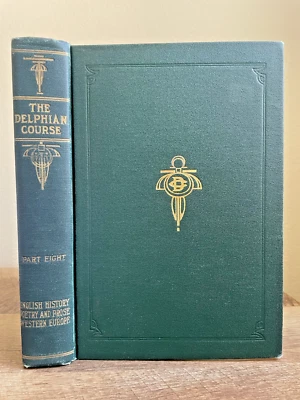 THE
DELPHIAN
COURSE
PART EIGHT
ENGLISH HISTORY
POETRY AND PROSE
WESTERN EUROPE